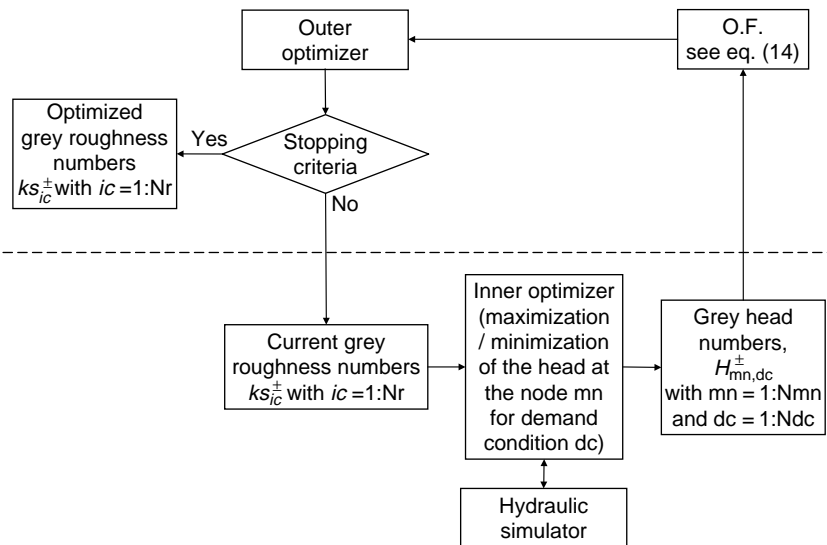 Outer
optimizer
O.F.
see eq. (14)
Optimized
grey roughness
numbers
ks±ic with ic =1:Nr
Yes
Stopping
criteria
No
Current grey
roughness numbers
ks±ic with ic =1:Nr
Inner optimizer
(maximization
/ minimization
of the head at
the node mn
for demand
condition dc)
Grey head
numbers,
H±mn,dc
with mn = 1:Nmn
and dc = 1:Ndc
Hydraulic
simulator